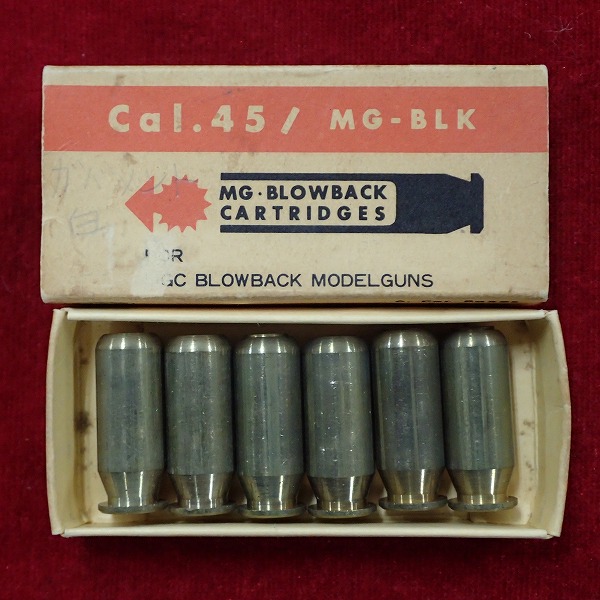 Cal.45/ MG-BLK
MG·BLOWBACK
CARTRIDGES
GC BLOWBACK MODELGUNS